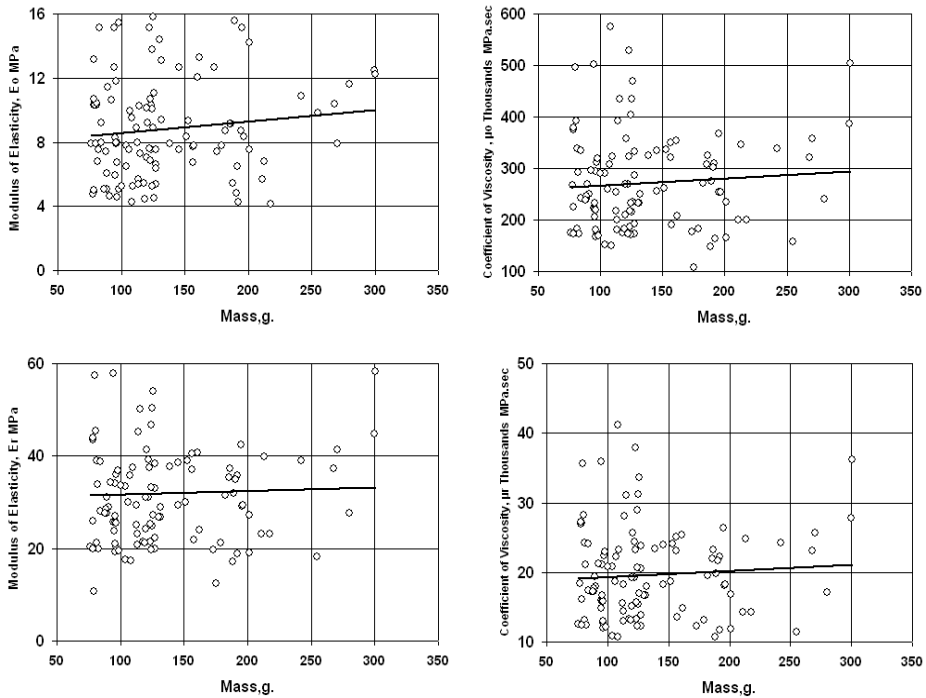 Modulus of Elasticity, Eo MPa
16
12
8
4
0
50 100 150 200 250 300 350
Mass,g.
Coefficient of Viscosity , μo Thousands MPa.sec
600
500
400
300
200
100
50 100 150 200 250 300 350
Mass,g.
Modulus of Elasticity, Er MPa
60
40
20
0
50 100 150 200 250 300 350
Mass,g.
Coefficient of Viscosity, μr Thousands MPa.sec
50
40
30
20
10
50 100 150 200 250 300 350
Mass,g.